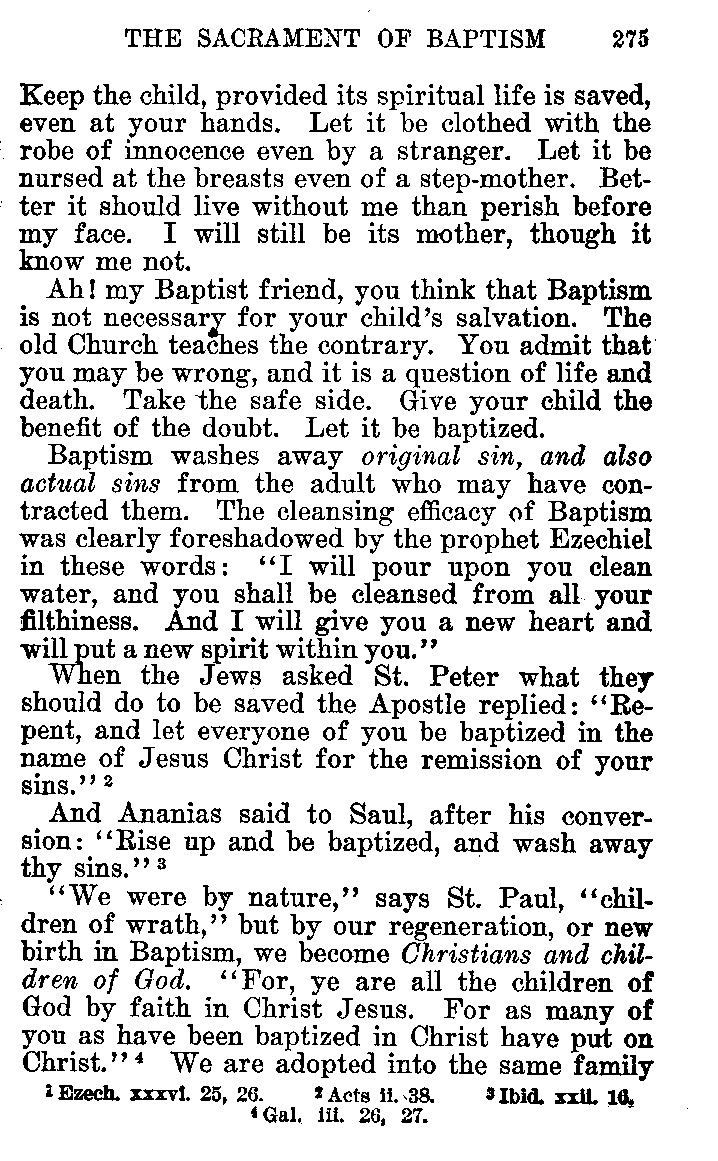 THE SACRAMENT OF BAPTISM 275
Keep the child, provided its spiritual life is saved,
even at your hands. Let it be clothed with the
robe of innocence even by a stranger. Let it be
nursed at the breasts even of a step-mother. Bet-
ter it should live without me than perish before
my face. I will still be its mother, though it
know me not.
Ah! my Baptist friend, you think that Baptism
is not necessary for your child's salvation. The
old Church teaches the contrary. You admit that
you may be wrong, and it is a question of life and
death. Take the safe side. Give your child the
benefit of the doubt. Let it be baptized.
Baptism washes away original sin, and also
actual sins from the adult who may have con-
tracted them. The cleansing efficacy of Baptism
was clearly foreshadowed by the prophet Ezechiel
in these words: "I will pour upon you clean
water, and you shall be cleansed from all your
filthiness. And I will give you a new heart and
will put a new spirit within you."
When the Jews asked St. Peter what they
should do to be saved the Apostle replied: "Re-
pent, and let everyone of you be baptized in the
name of Jesus Christ for the remission of your
sins." ²
And Ananias said to Saul, after his conver-
sion: "Rise up and be baptized, and wash away
thy sins." ³
"We were by nature," says St. Paul, "chil-
dren of wrath," but by our regeneration, or new
birth in Baptism, we become Christians and chil-
dren of God. "For, ye are all the children of
God by faith in Christ Jesus. For as many of
you as have been baptized in Christ have put on
Christ." ⁴ We are adopted into the same family
¹ Ezech. xxxvi. 25, 26. ² Acts ii. 38. ³ Ibid. xxii. 16.
⁴ Gal. iii. 26, 27.